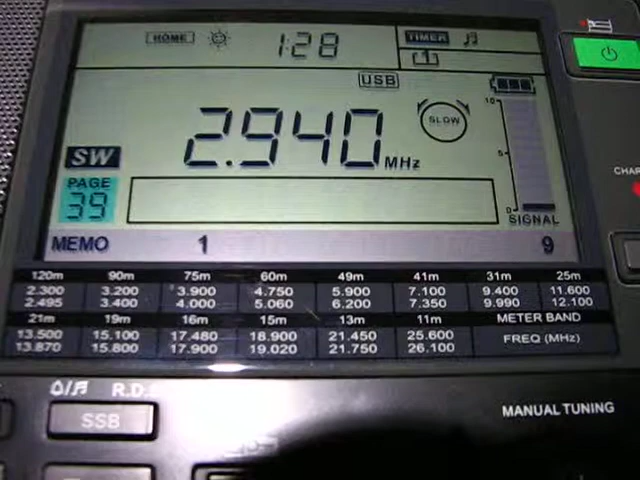 HOME 1:28 TIMER
1
USB
10
2.940 MHz SLOW
5
SW
PAGE
39
0
SIGNAL
MEMO 1 9
120m 90m 75m 60m 49m 41m 31m 25m
2.300 3.200 3.900 4.750 5.900 7.100 9.400 11.600
2.495 3.400 4.000 5.060 6.200 7.350 9.990 12.100
21m 19m 16m 15m 13m 11m METER BAND
13.500 15.100 17.480 18.900 21.450 25.600 FREQ (MHz)
13.870 15.800 17.900 19.020 21.750 26.100
CHAR
R.D.
SSB
MANUAL TUNING